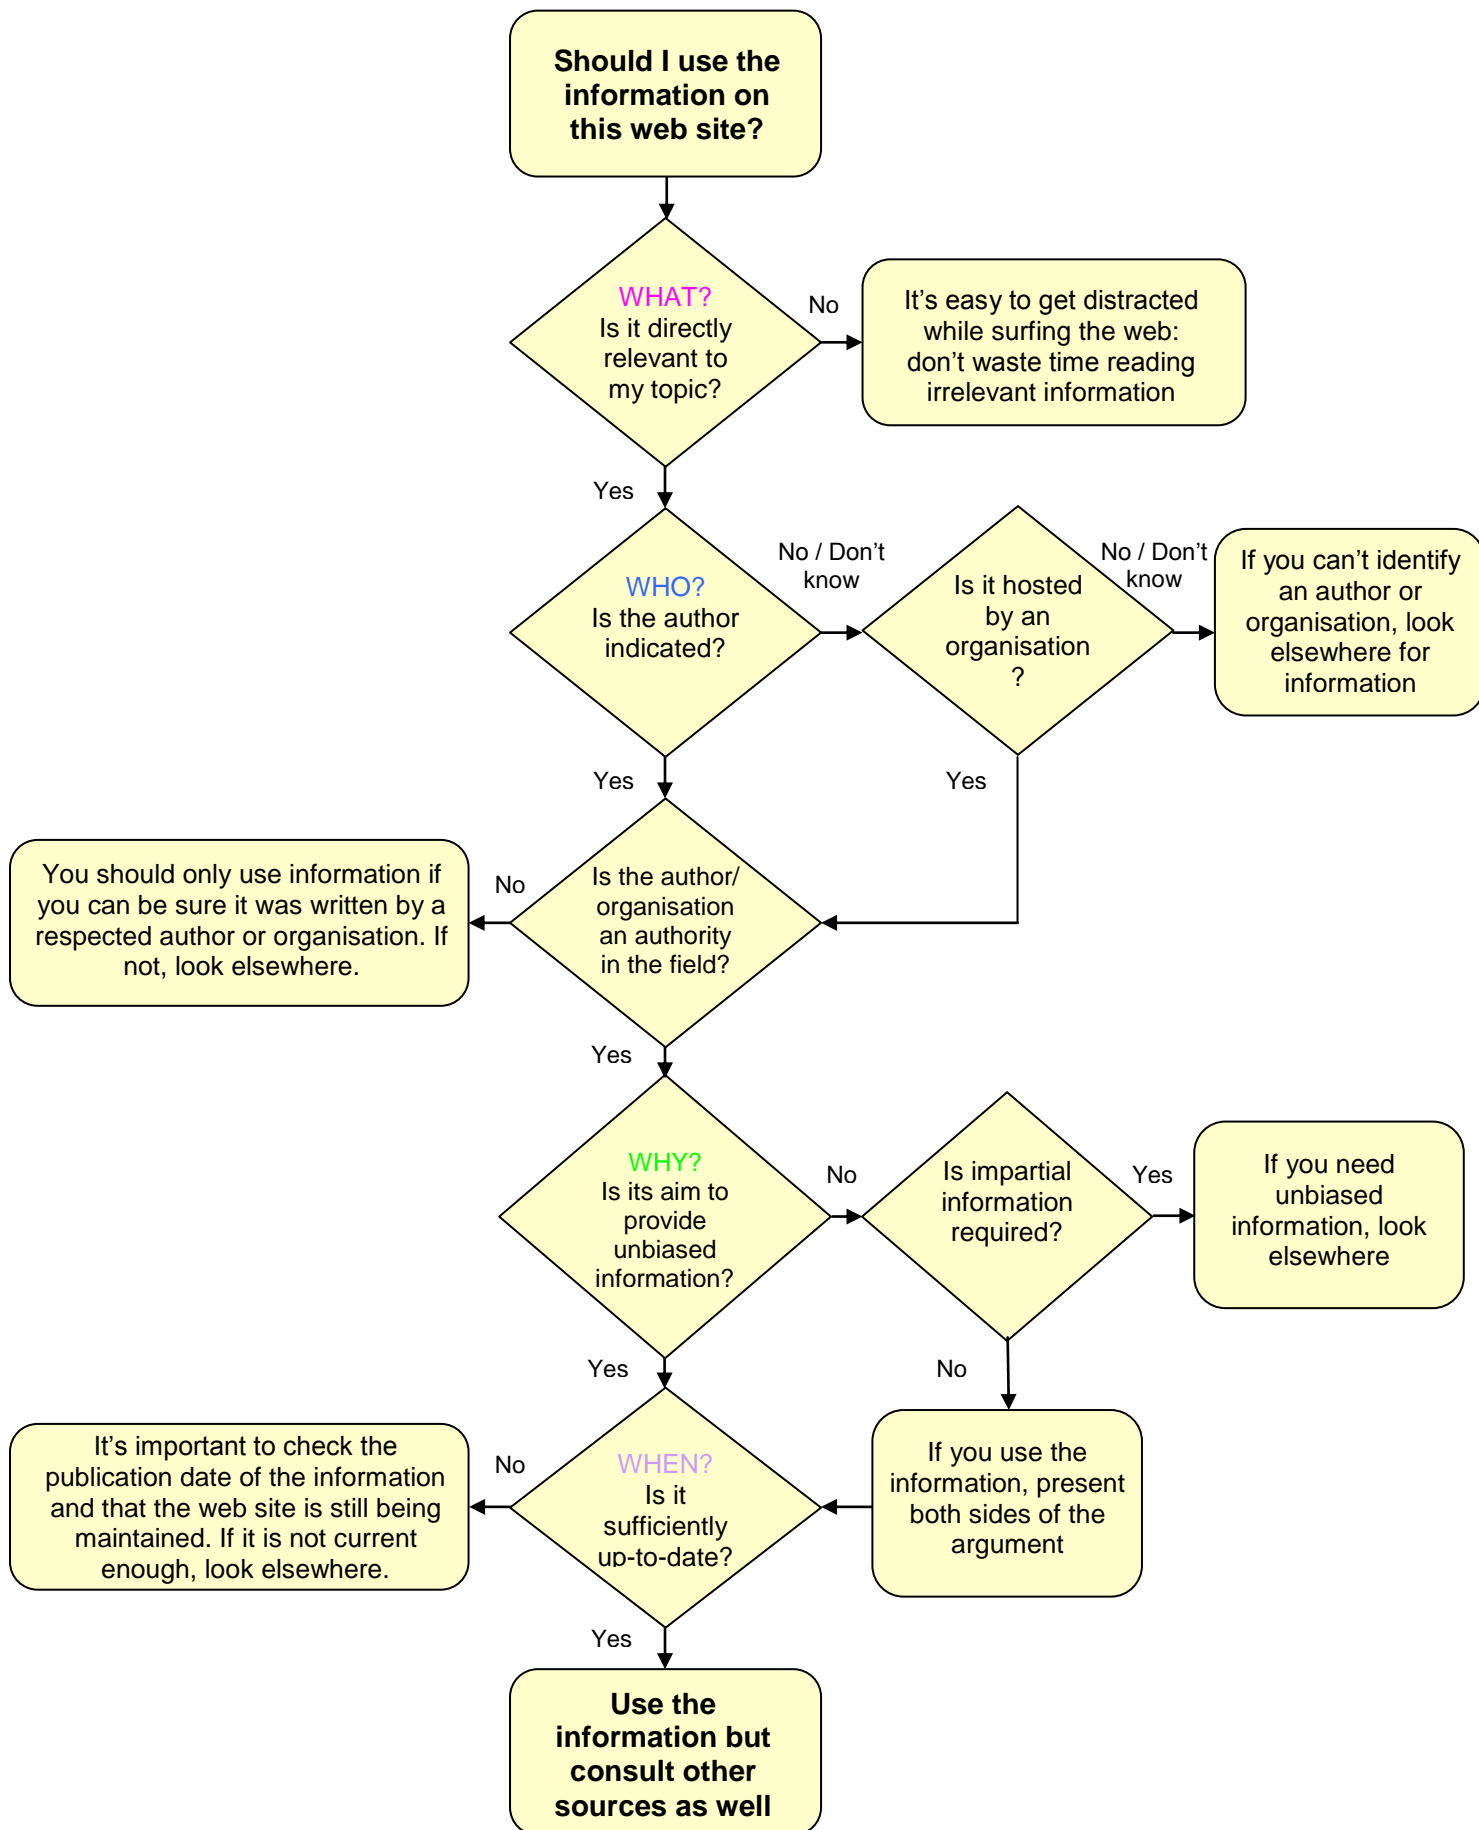 Should I use the
information on
this web site?
WHAT?
Is it directly
relevant to
my topic?
No
It's easy to get distracted
while surfing the web:
don't waste time reading
irrelevant information
Yes
WHO?
Is the author
indicated?
No / Don't
know
Is it hosted
by an
organisation
?
No / Don't
know
If you can't identify
an author or
organisation, look
elsewhere for
information
Yes
Yes
You should only use information if
you can be sure it was written by a
respected author or organisation. If
not, look elsewhere.
No
Is the author/
organisation
an authority
in the field?
Yes
WHY?
Is its aim to
provide
unbiased
information?
No
Is impartial
information
required?
Yes
If you need
unbiased
information, look
elsewhere
Yes
No
It's important to check the
publication date of the information
and that the web site is still being
maintained. If it is not current
enough, look elsewhere.
No
WHEN?
Is it
sufficiently
up-to-date?
If you use the
information, present
both sides of the
argument
Yes
Use the
information but
consult other
sources as well